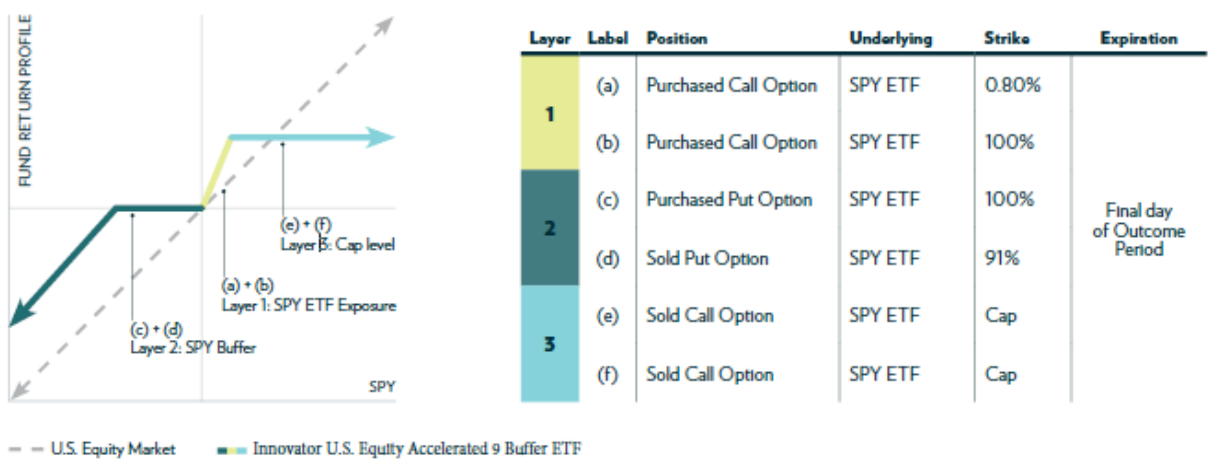 FUND RETURN PROFILE
(e) + (f)
Layer 3: Cap level
(a) + (b)
Layer 1: SPY ETF Exposure
(c) + (d)
Layer 2: SPY Buffer
SPY
U.S. Equity Market
Innovator U.S. Equity Accelerated 9 Buffer ETF
Layer Label Position Underlying Strike Expiration
1
(a) Purchased Call Option SPY ETF 0.80%
(b) Purchased Call Option SPY ETF 100%
2
(c) Purchased Put Option SPY ETF 100%
(d) Sold Put Option SPY ETF 91%
3
(e) Sold Call Option SPY ETF Cap
(f) Sold Call Option SPY ETF Cap
Final day
of Outcome
Period